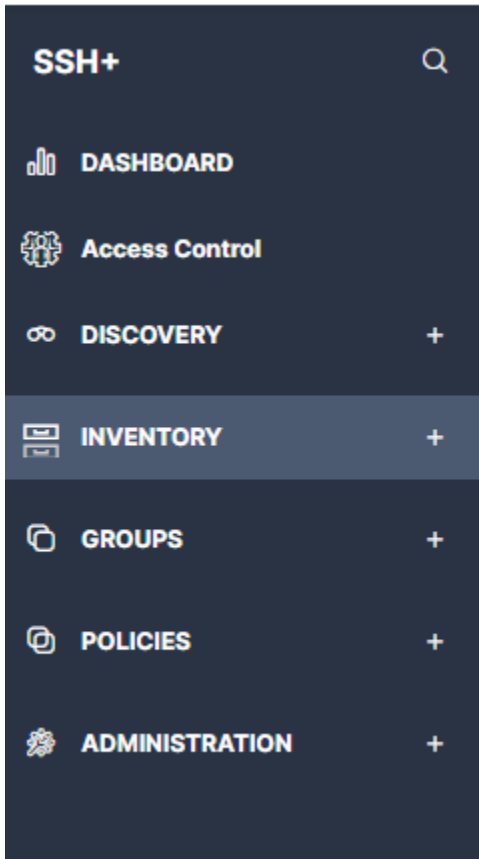 SSH+
DASHBOARD
Access Control
DISCOVERY +
INVENTORY +
GROUPS +
POLICIES +
ADMINISTRATION +